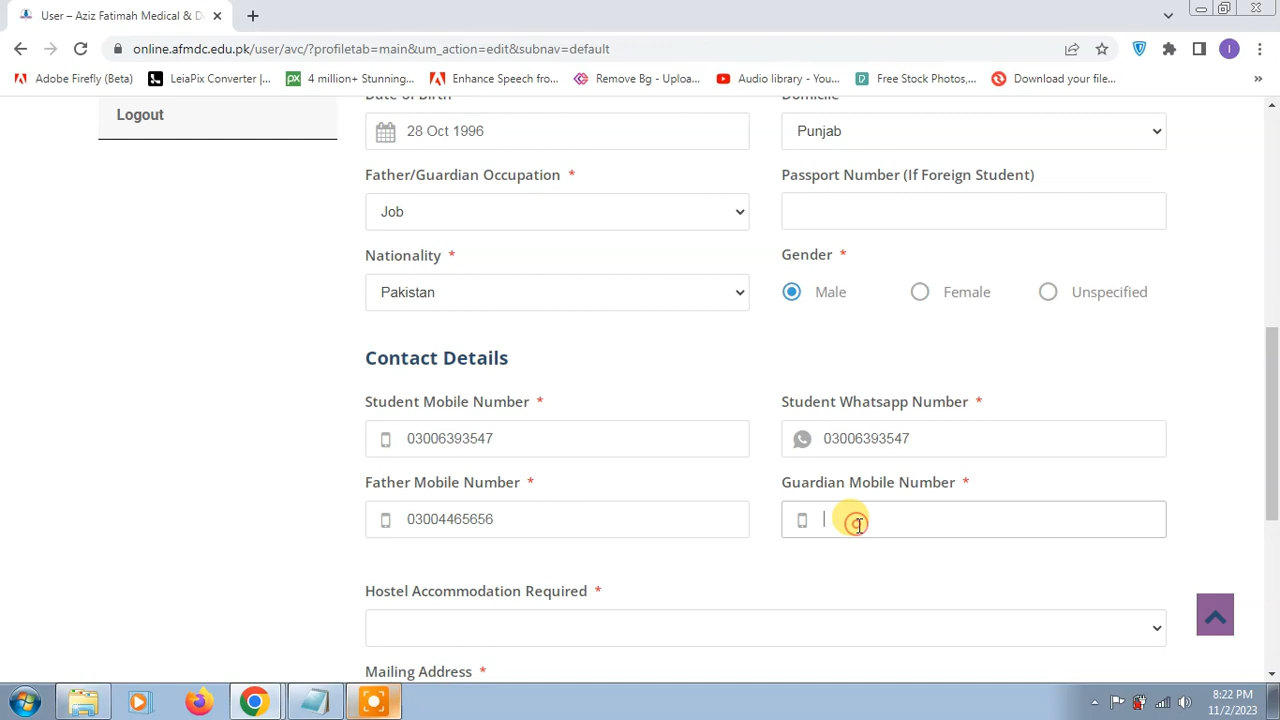 User – Aziz Fatimah Medical & D
online.afmdc.edu.pk/user/avc/?profiletab=main&um_action=edit&subnav=default
I
Adobe Firefly (Beta)
LeiaPix Converter |...
4 million+ Stunning...
Enhance Speech fro...
Remove Bg - Uploa...
Audio library - You...
Free Stock Photos,...
Download your file...
»
Logout
Date of Birth
Domicile
28 Oct 1996
Punjab
Father/Guardian Occupation *
Passport Number (If Foreign Student)
Job
Nationality *
Gender *
Pakistan
Male
Female
Unspecified
Contact Details
Student Mobile Number *
Student Whatsapp Number *
03006393547
03006393547
Father Mobile Number *
Guardian Mobile Number *
03004465656
Hostel Accommodation Required *
Mailing Address *
8:22 PM
11/2/2023